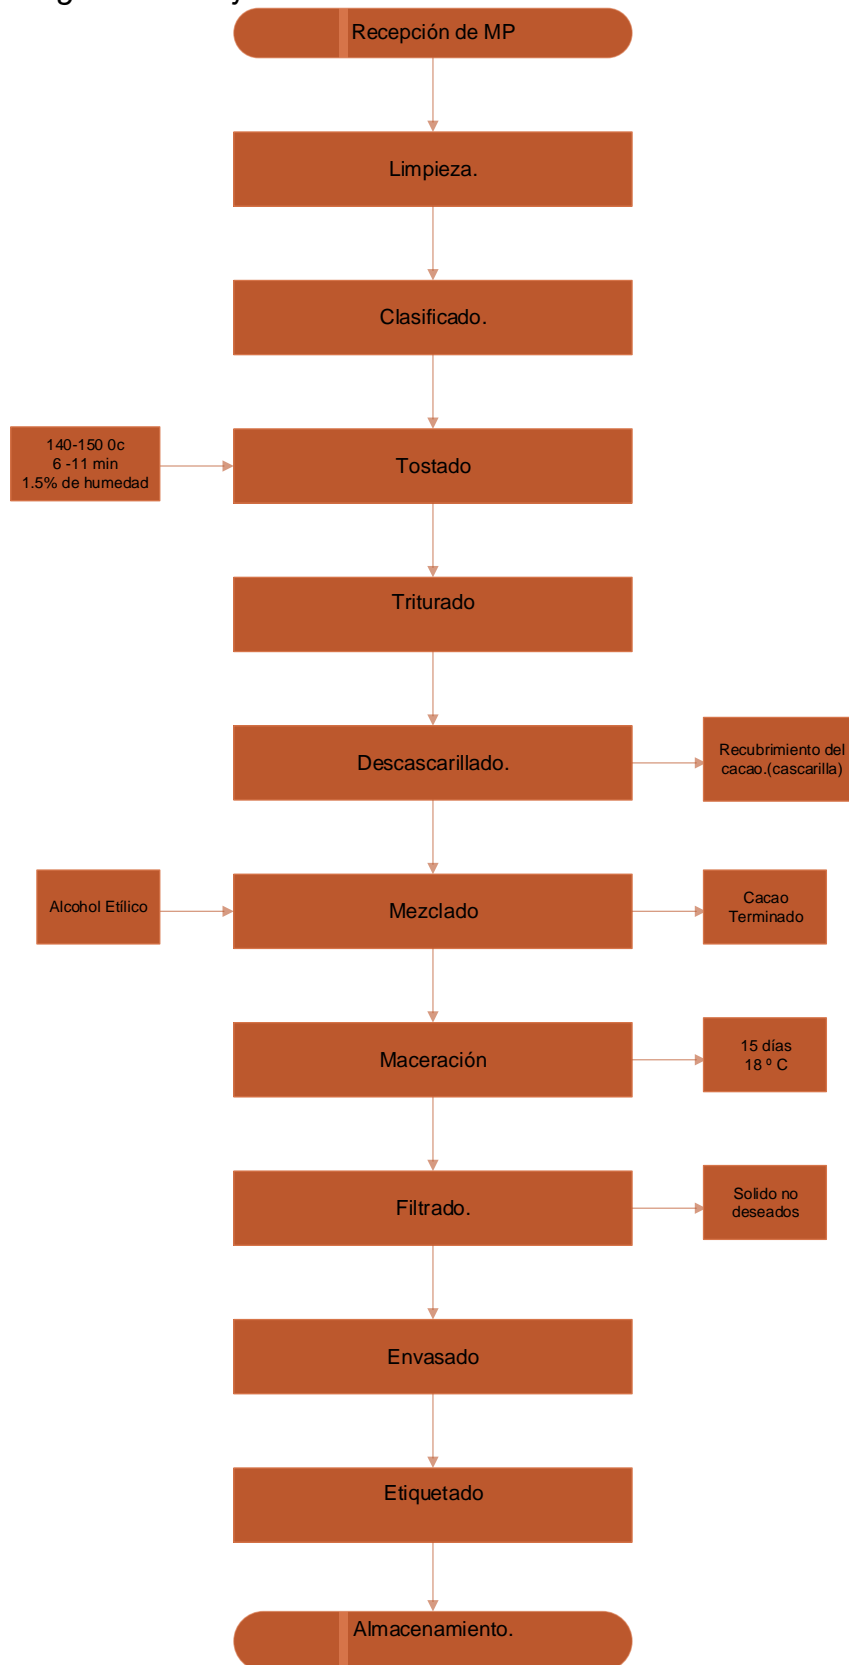 Recepción de MP
Limpieza.
Clasificado.
140-150 0c
6 -11 min
1.5% de humedad
Tostado
Triturado
Descascarillado.
Recubrimiento del
cacao.(cascarilla)
Alcohol Etílico
Mezclado
Cacao
Terminado
Maceración
15 días
18 º C
Filtrado.
Solido no
deseados
Envasado
Etiquetado
Almacenamiento.